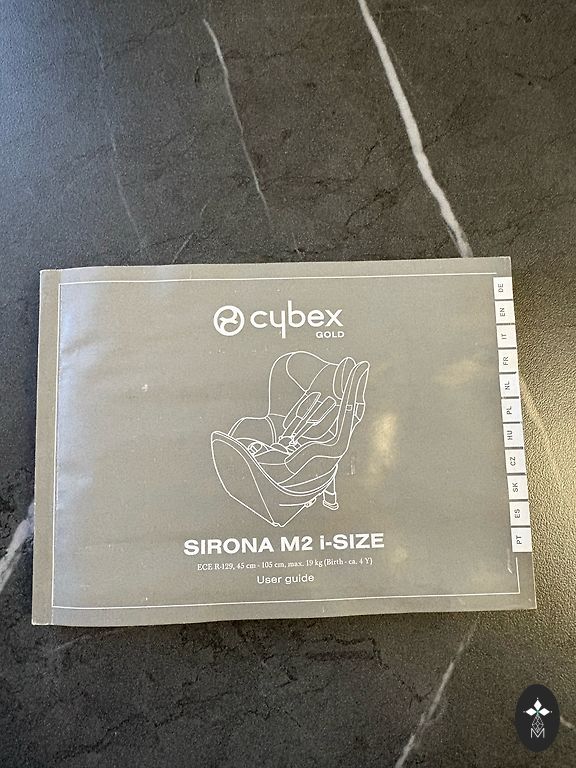 cybex
GOLD
SIRONA M2 i-SIZE
ECE R-129, 45 cm - 105 cm, max. 19 kg (Birth - ca. 4 Y)
User guide
DE
EN
IT
FR
NL
PL
HU
CZ
SK
ES
PT
M